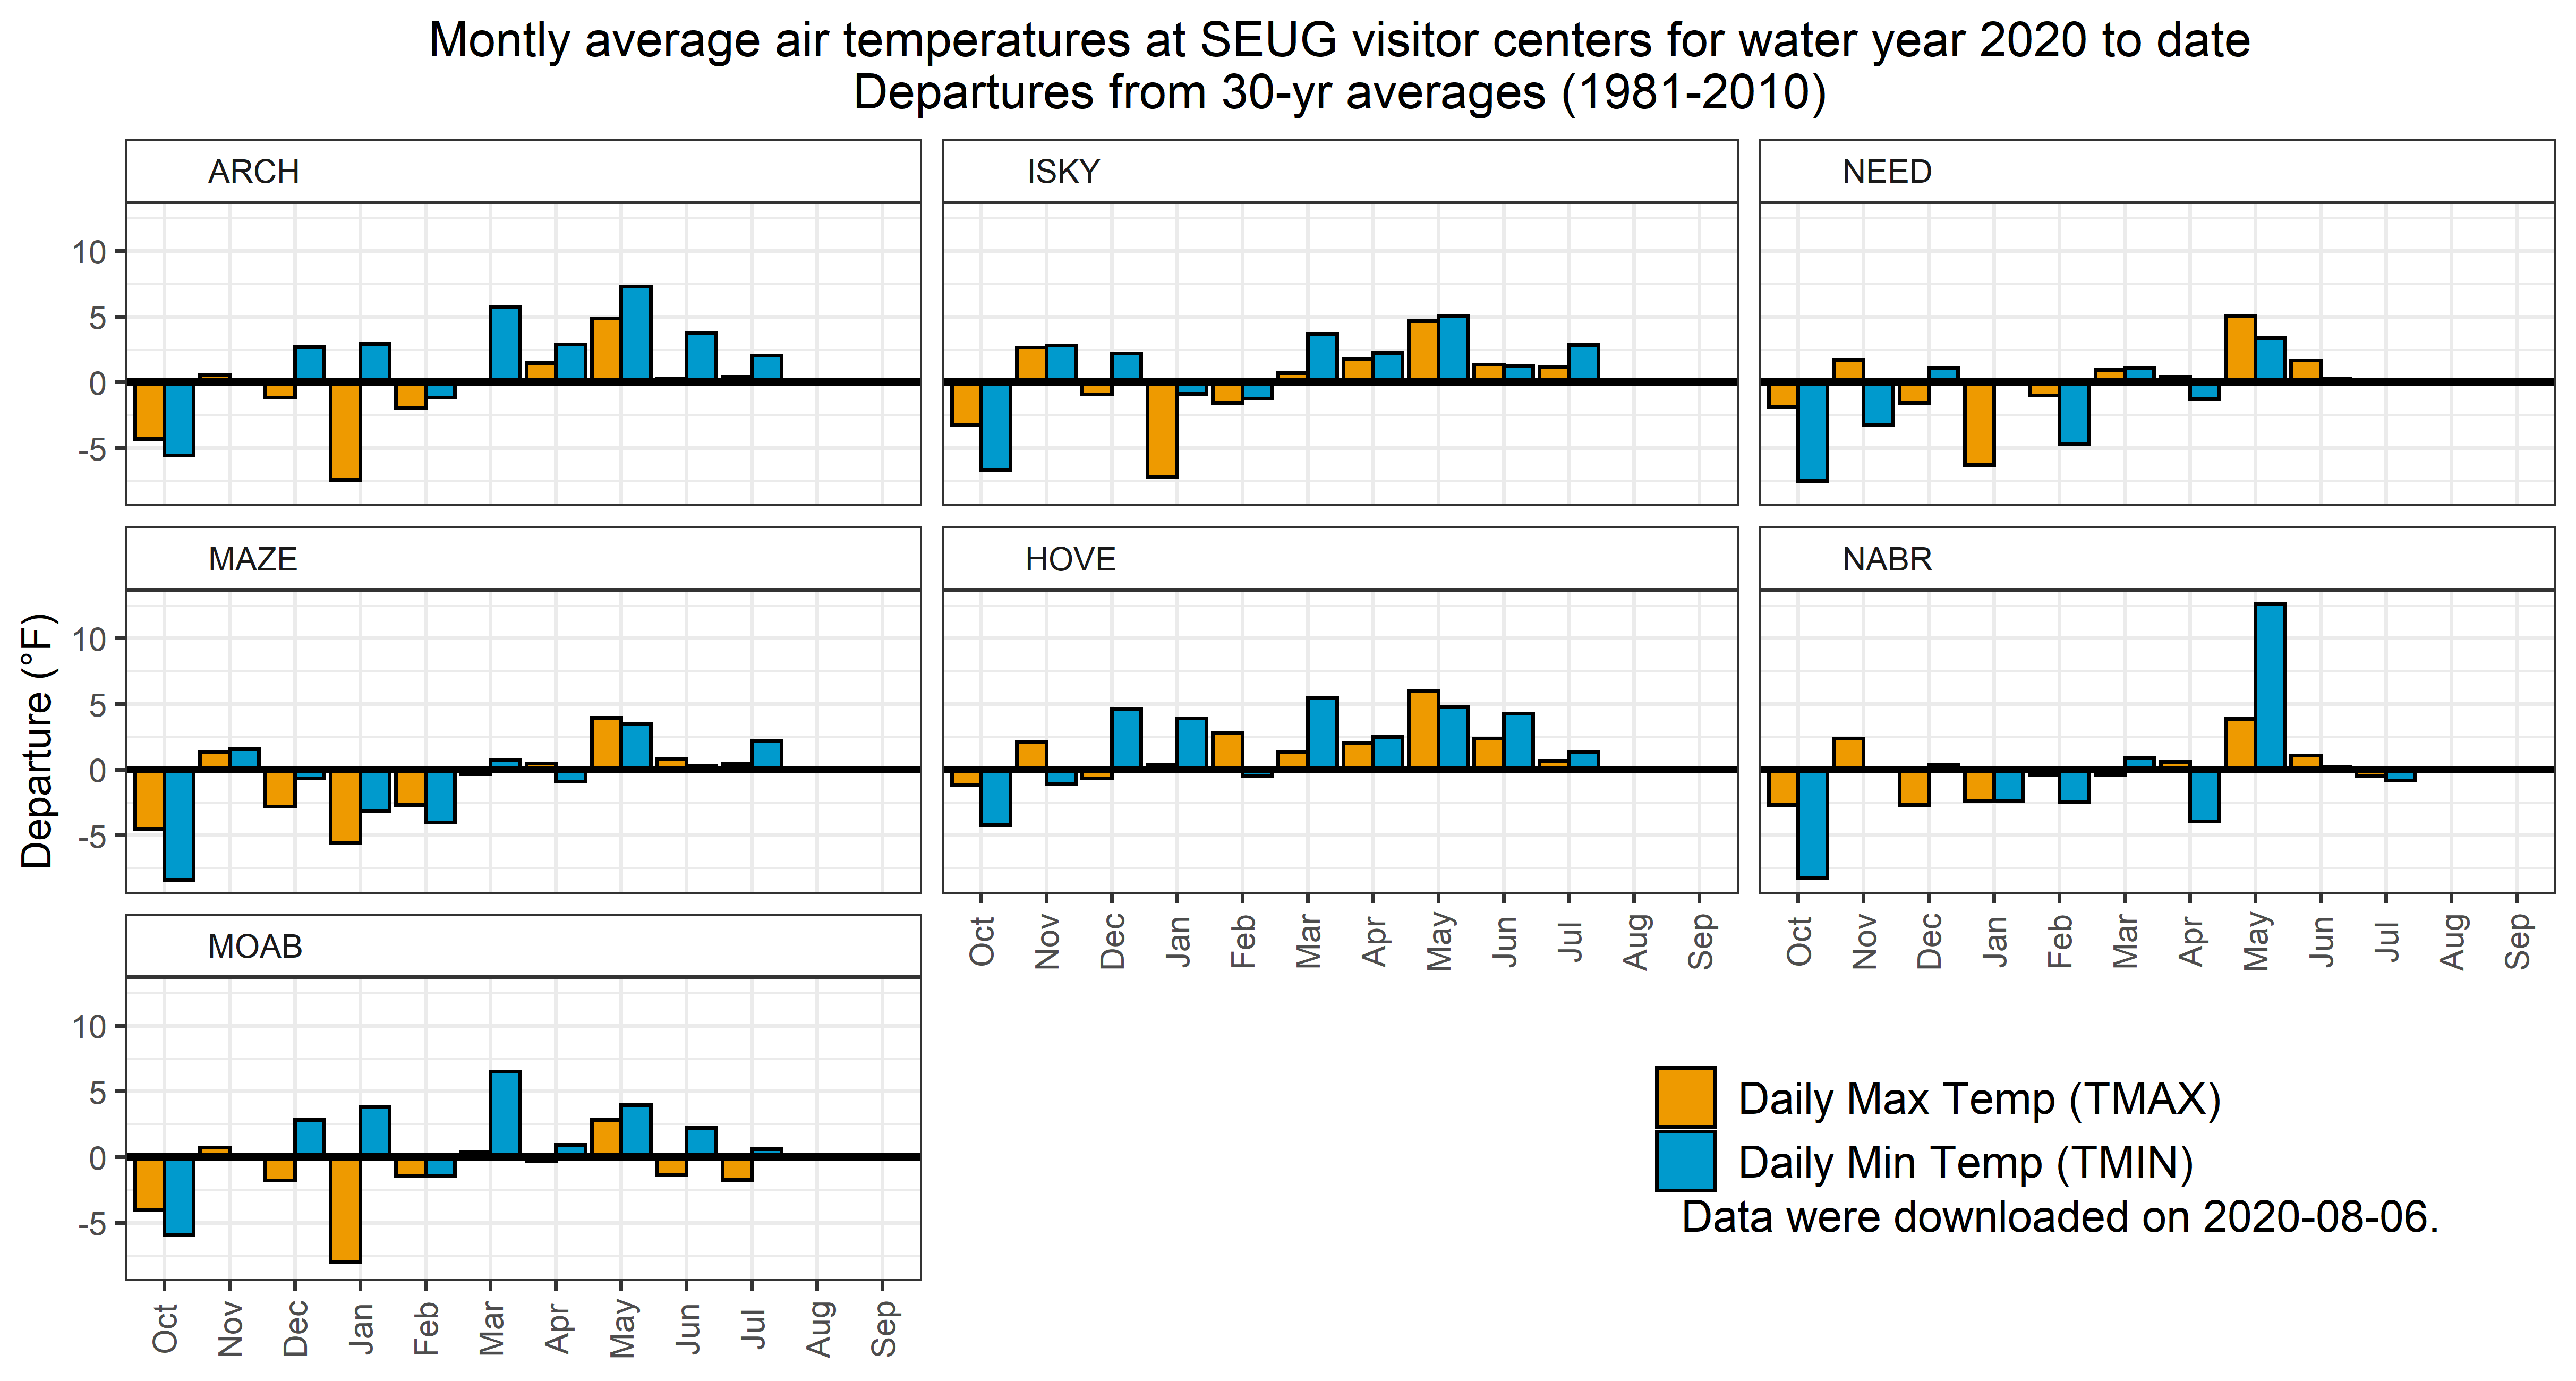 Montly average air temperatures at SEUG visitor centers for water year 2020 to date
Departures from 30-yr averages (1981-2010)
ARCH
ISKY
NEED
10
5
0
-5
MAZE
HOVE
NABR
Departure (°F)
10
5
0
-5
Oct Nov Dec Jan Feb Mar Apr May Jun Jul Aug Sep
Oct Nov Dec Jan Feb Mar Apr May Jun Jul Aug Sep
MOAB
10
5
0
-5
Oct Nov Dec Jan Feb Mar Apr May Jun Jul Aug Sep
Daily Max Temp (TMAX)
Daily Min Temp (TMIN)
Data were downloaded on 2020-08-06.